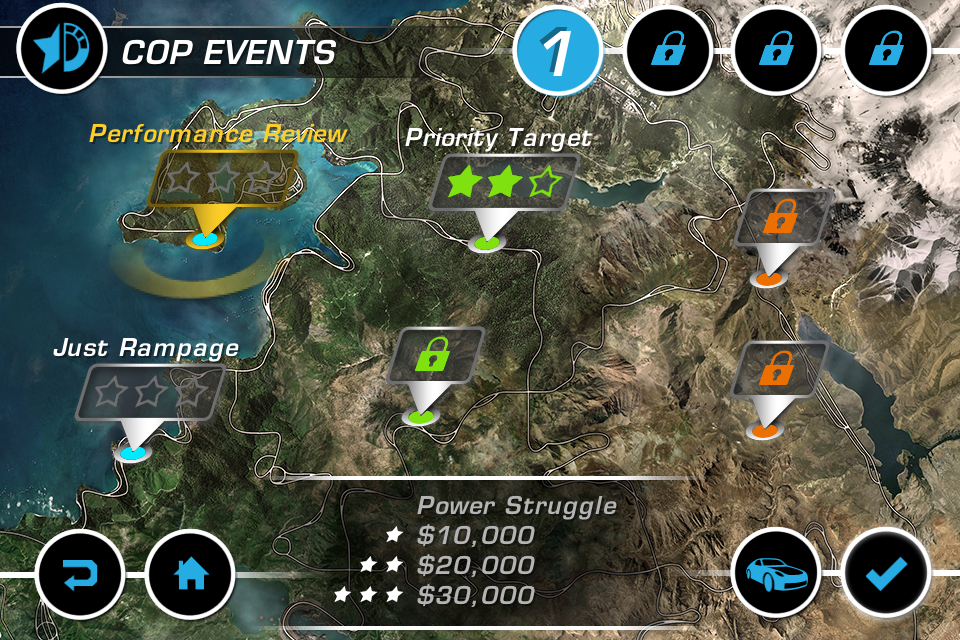 COP EVENTS
1
Performance Review
Priority Target
Just Rampage
Power Struggle
$10,000
$20,000
$30,000